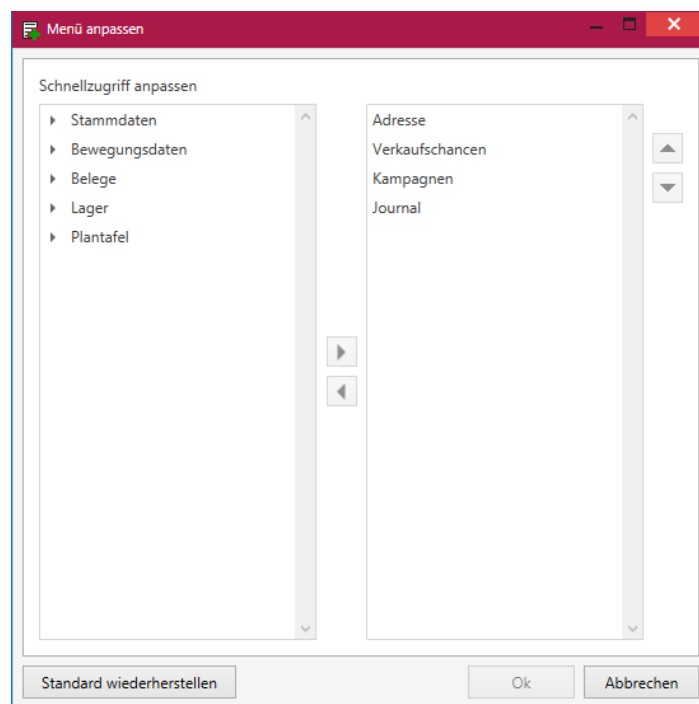 Menü anpassen
Schnellzugriff anpassen
Stammdaten
Bewegungsdaten
Belege
Lager
Plantafel
Adresse
Verkaufschancen
Kampagnen
Journal
Standard wiederherstellen
Ok
Abbrechen